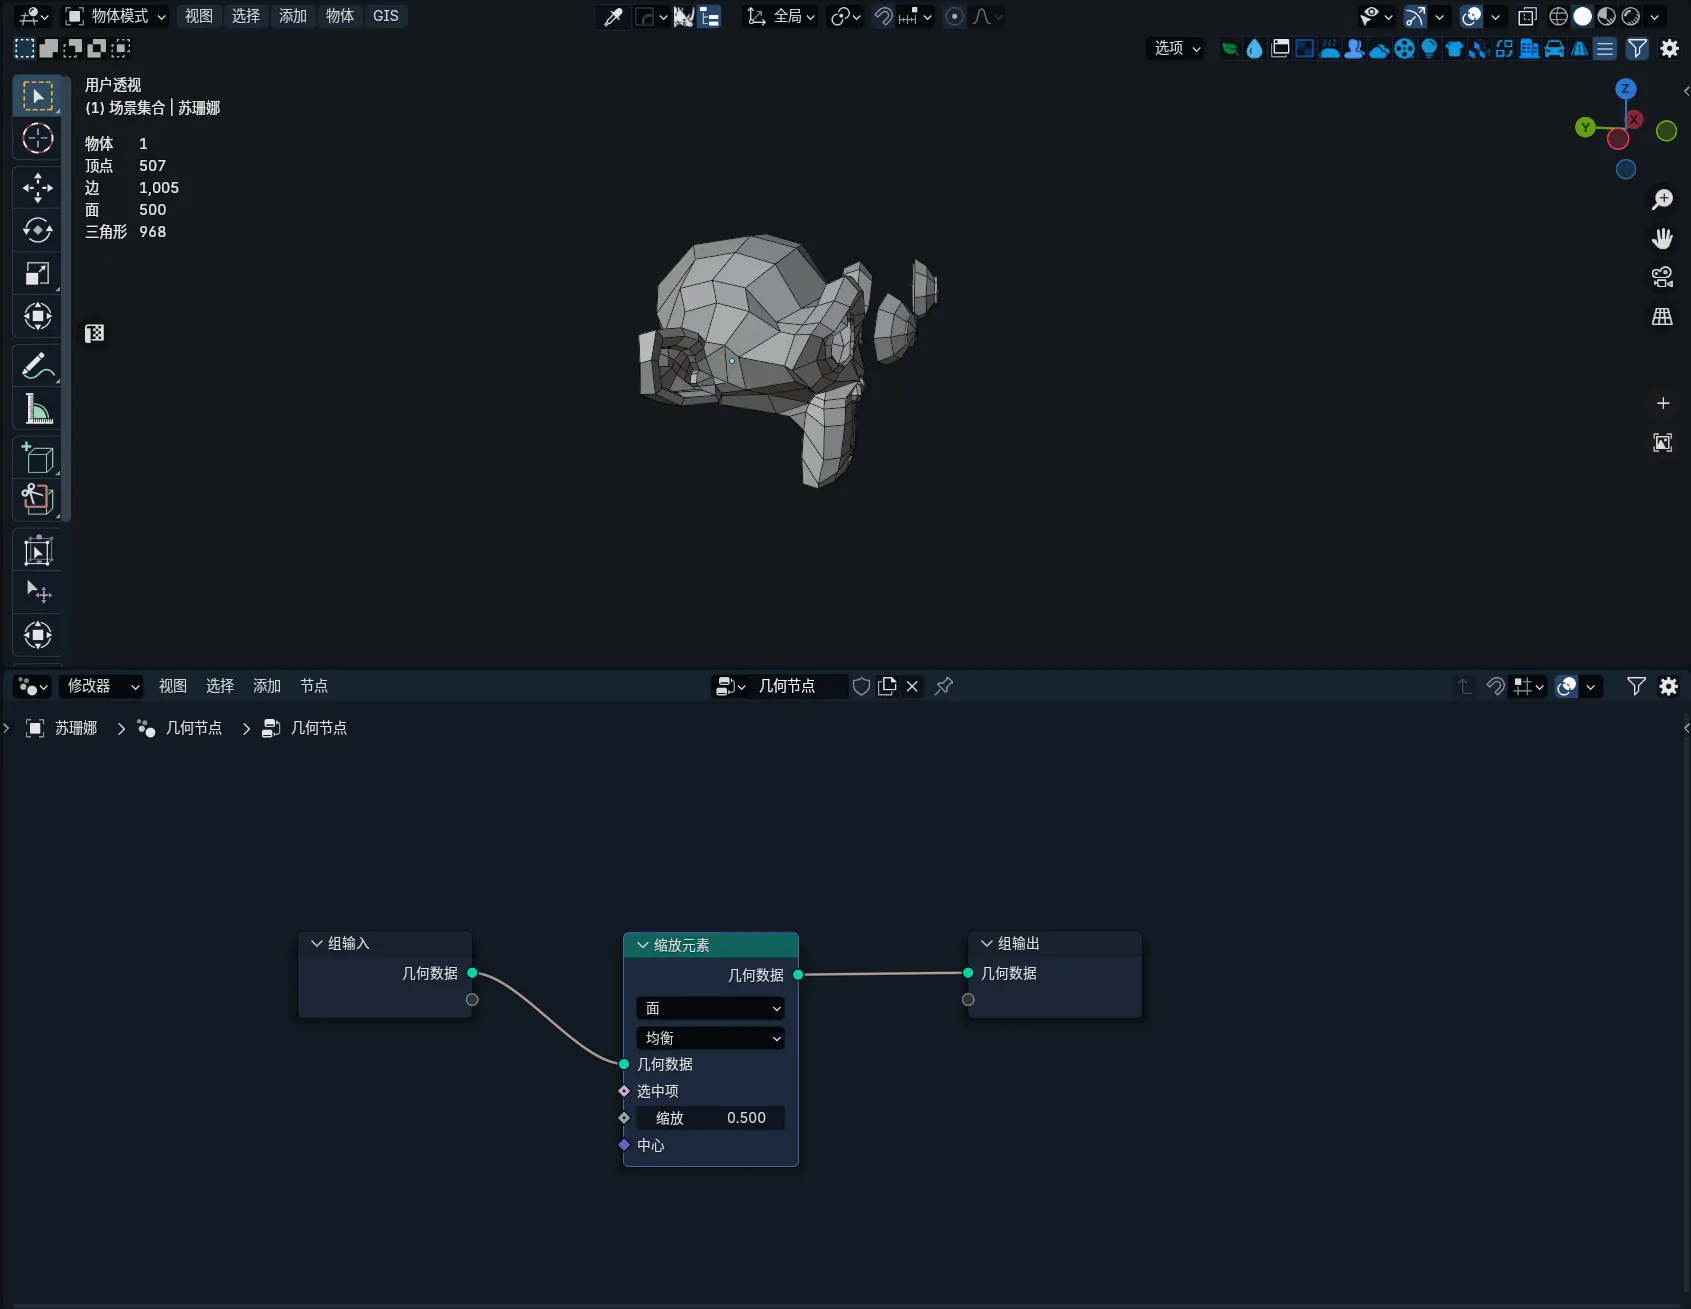 物体模式 视图 选择 添加 物体 GIS 全局
选项
用户透视
(1) 场景集合 | 苏珊娜
物体 1
顶点 507
边 1,005
面 500
三角形 968
Z
Y
X
修改器 视图 选择 添加 节点 几何节点
苏珊娜 几何节点 几何节点
组输入
几何数据
缩放元素
几何数据
面
均衡
几何数据
选中项
缩放 0.500
中心
组输出
几何数据